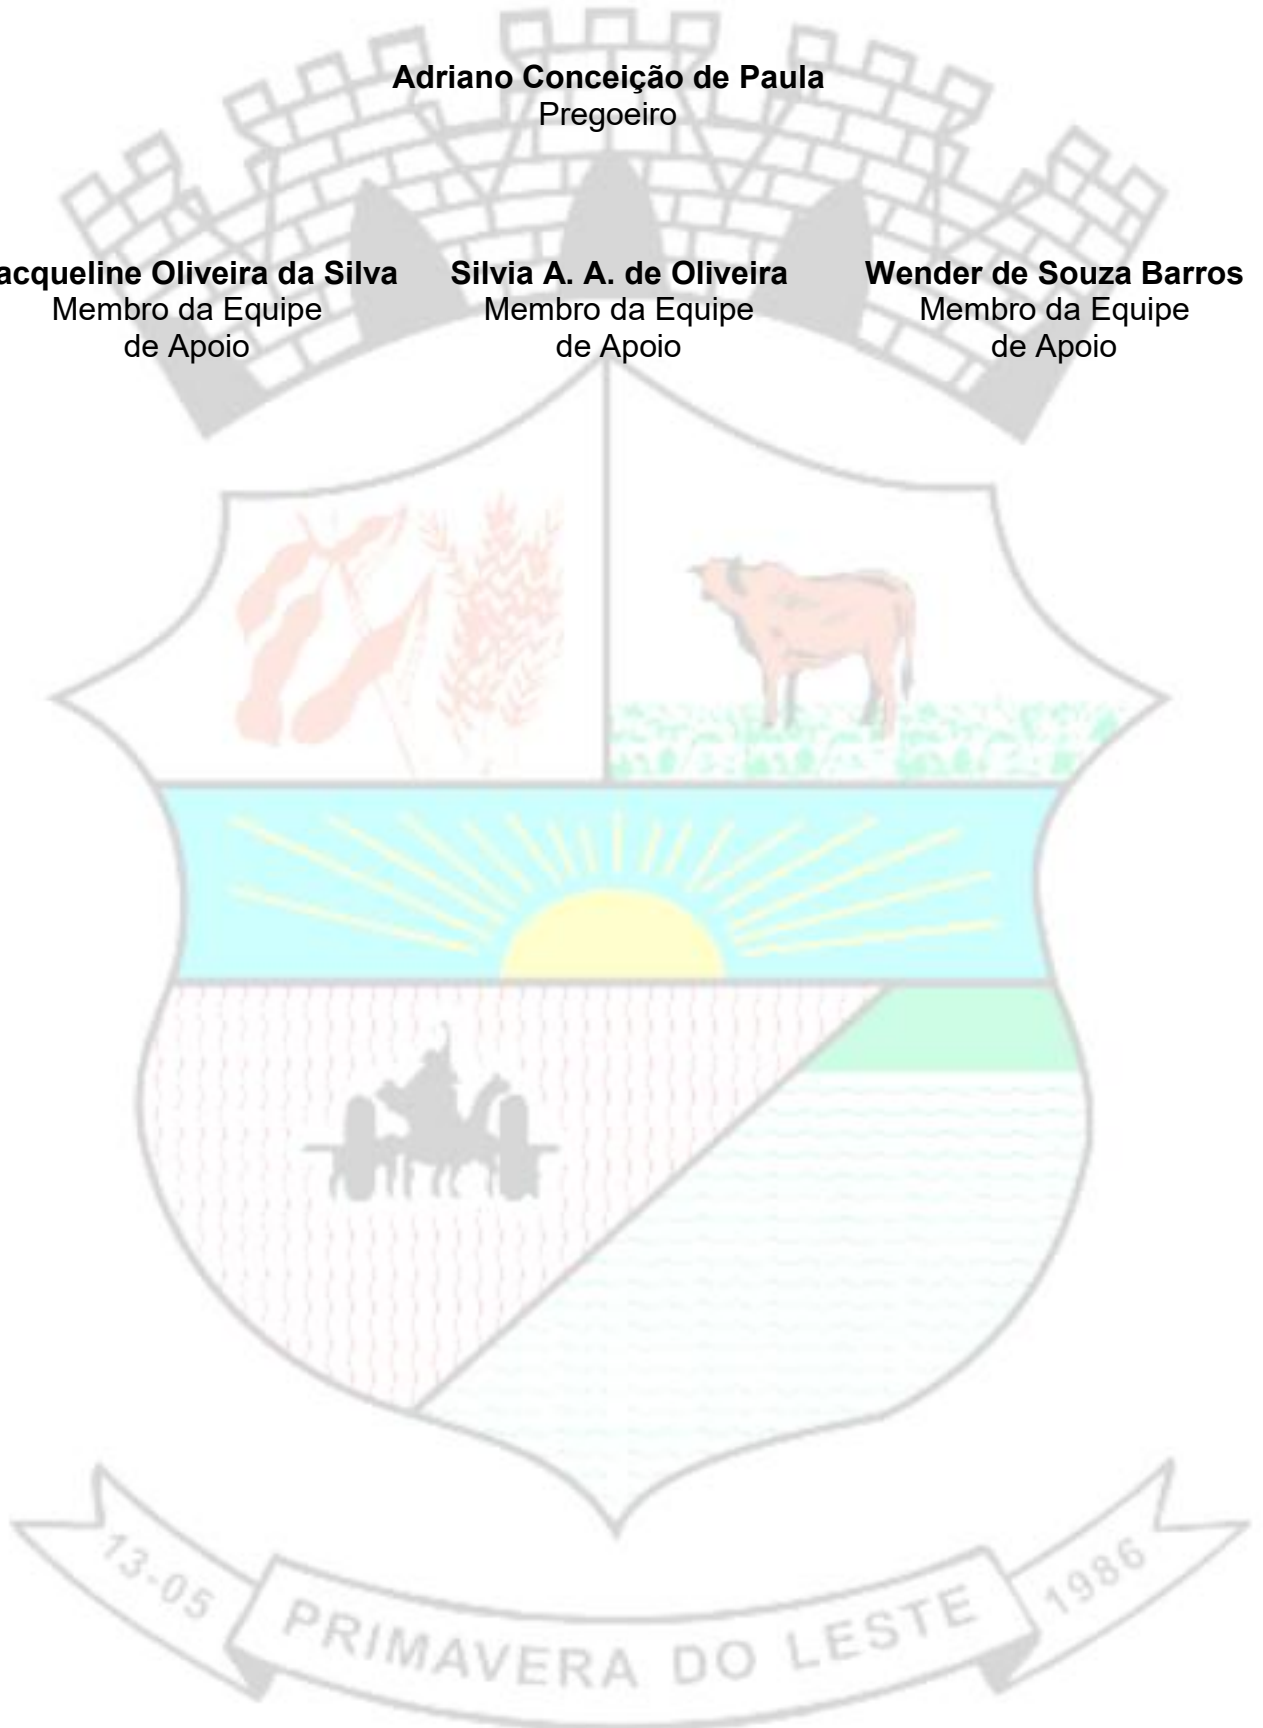 Adriano Conceição de Paula
Pregoeiro
acqueline Oliveira da Silva Silvia A. A. de Oliveira Wender de Souza Barros
Membro da Equipe Membro da Equipe Membro da Equipe
de Apoio de Apoio de Apoio
13-05 PRIMAVERA DO LESTE 1986